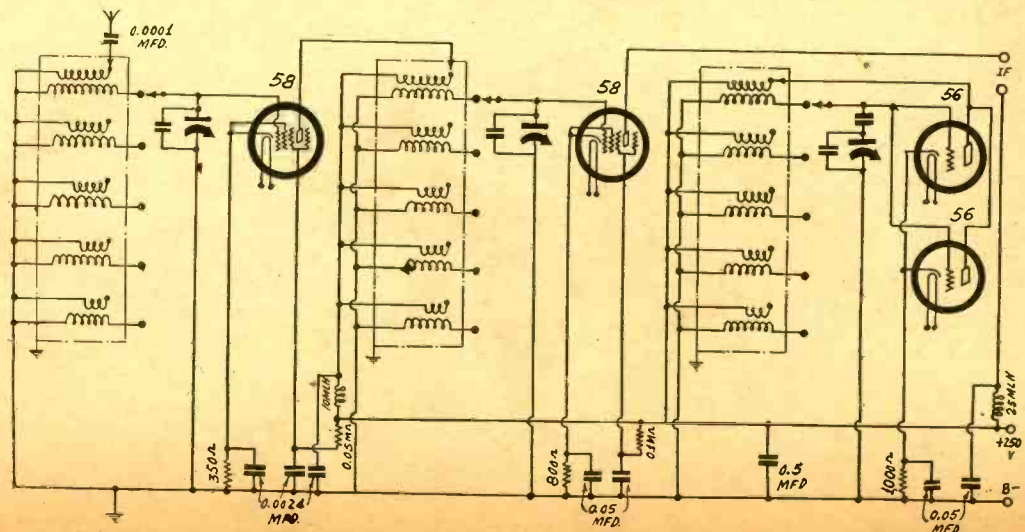 0.0001
MFD.
58
58
56
56
IF
350Ω
0.0024
MFD.
10MLH
0.05MΩ
800Ω
0.05
MFD.
0.1MΩ
0.5
MFD
1000Ω
0.05
MFD
25MLH
+250
V
B-